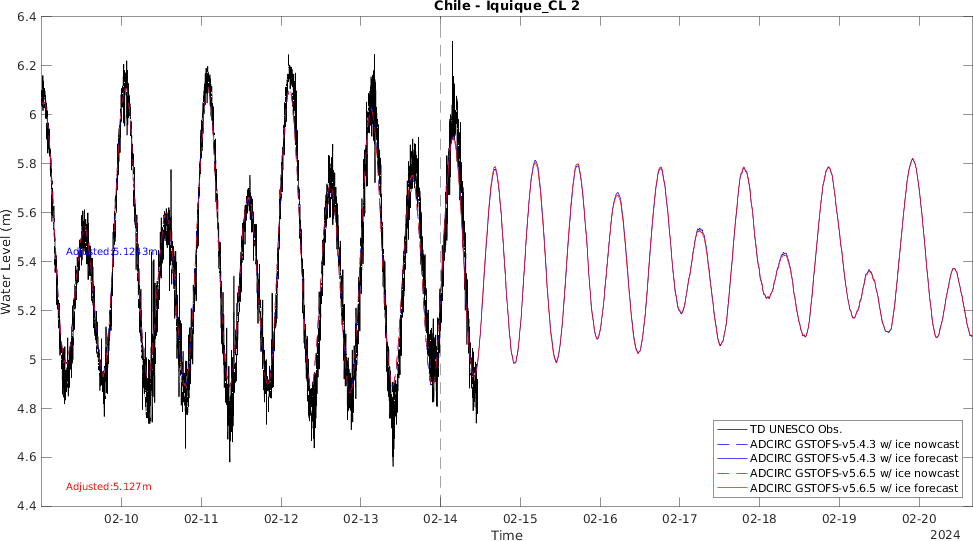 Chile - Iquique_CL 2
6.4
6.2
6
5.8
5.6
5.4
5.2
5
4.8
4.6
4.4
Water Level (m)
Adjusted:5.1243m
Adjusted:5.127m
TD UNESCO Obs.
ADCIRC GSTOFS-v5.4.3 w/ ice nowcast
ADCIRC GSTOFS-v5.4.3 w/ ice forecast
ADCIRC GSTOFS-v5.6.5 w/ ice nowcast
ADCIRC GSTOFS-v5.6.5 w/ ice forecast
02-10 02-11 02-12 02-13 02-14 02-15 02-16 02-17 02-18 02-19 02-20
Time
2024